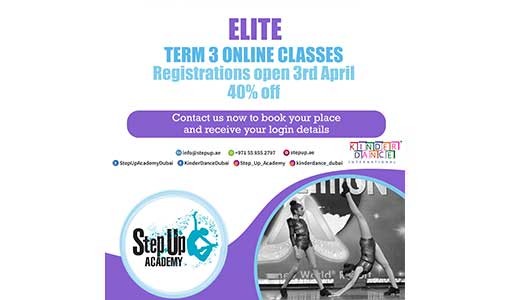 ELITE
TERM 3 ONLINE CLASSES
Registrations open 3rd April
40% off
Contact us now to book your place
and receive your login details
info@stepup.ae +971 55 955 2797 stepup.ae
StepUpAcademyDubai KinderDanceDubai Step_Up_Academy kinderdance_dubai
KINDER
DANCE
INTERNATIONAL
Step Up
ACADEMY